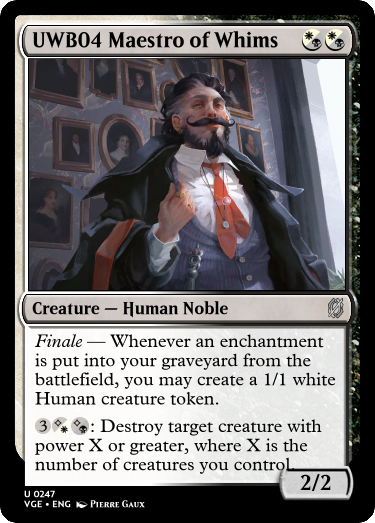 UWB04 Maestro of Whims
Creature — Human Noble
Finale — Whenever an enchantment
is put into your graveyard from the
battlefield, you may create a 1/1 white
Human creature token.
3 : Destroy target creature with
power X or greater, where X is the
number of creatures you control.
2/2
U 0247
VGE • ENG Pierre Gaux